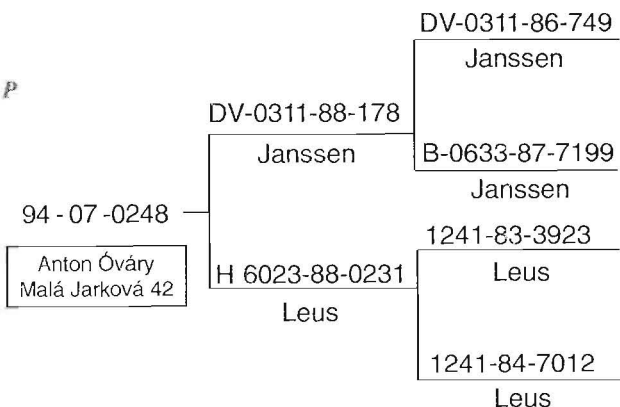 DV-0311-86-749
Janssen
P
DV-0311-88-178
Janssen
B-0633-87-7199
Janssen
94 - 07 -0248
Anton Óváry
Malá Jarková 42
1241-83-3923
Leus
H 6023-88-0231
Leus
1241-84-7012
Leus